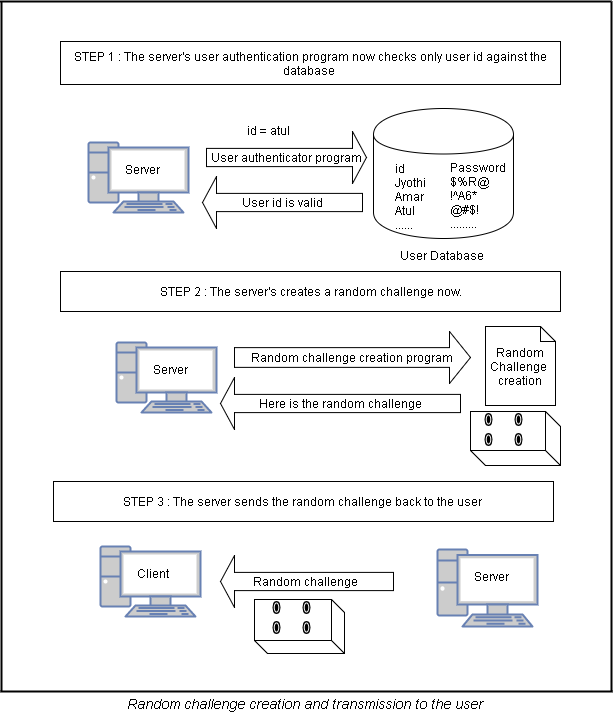 STEP 1 : The server's user authentication program now checks only user id against the
database
id = atul
Server
User authenticator program
User id is valid
id Password
Jyothi $%R@
Amar !^A6*
Atul @#$!
...... .........
User Database
STEP 2 : The server's creates a random challenge now.
Server
Random challenge creation program
Here is the random challenge
Random
Challenge
creation
STEP 3 : The server sends the random challenge back to the user
Client
Random challenge
Server
Random challenge creation and transmission to the user